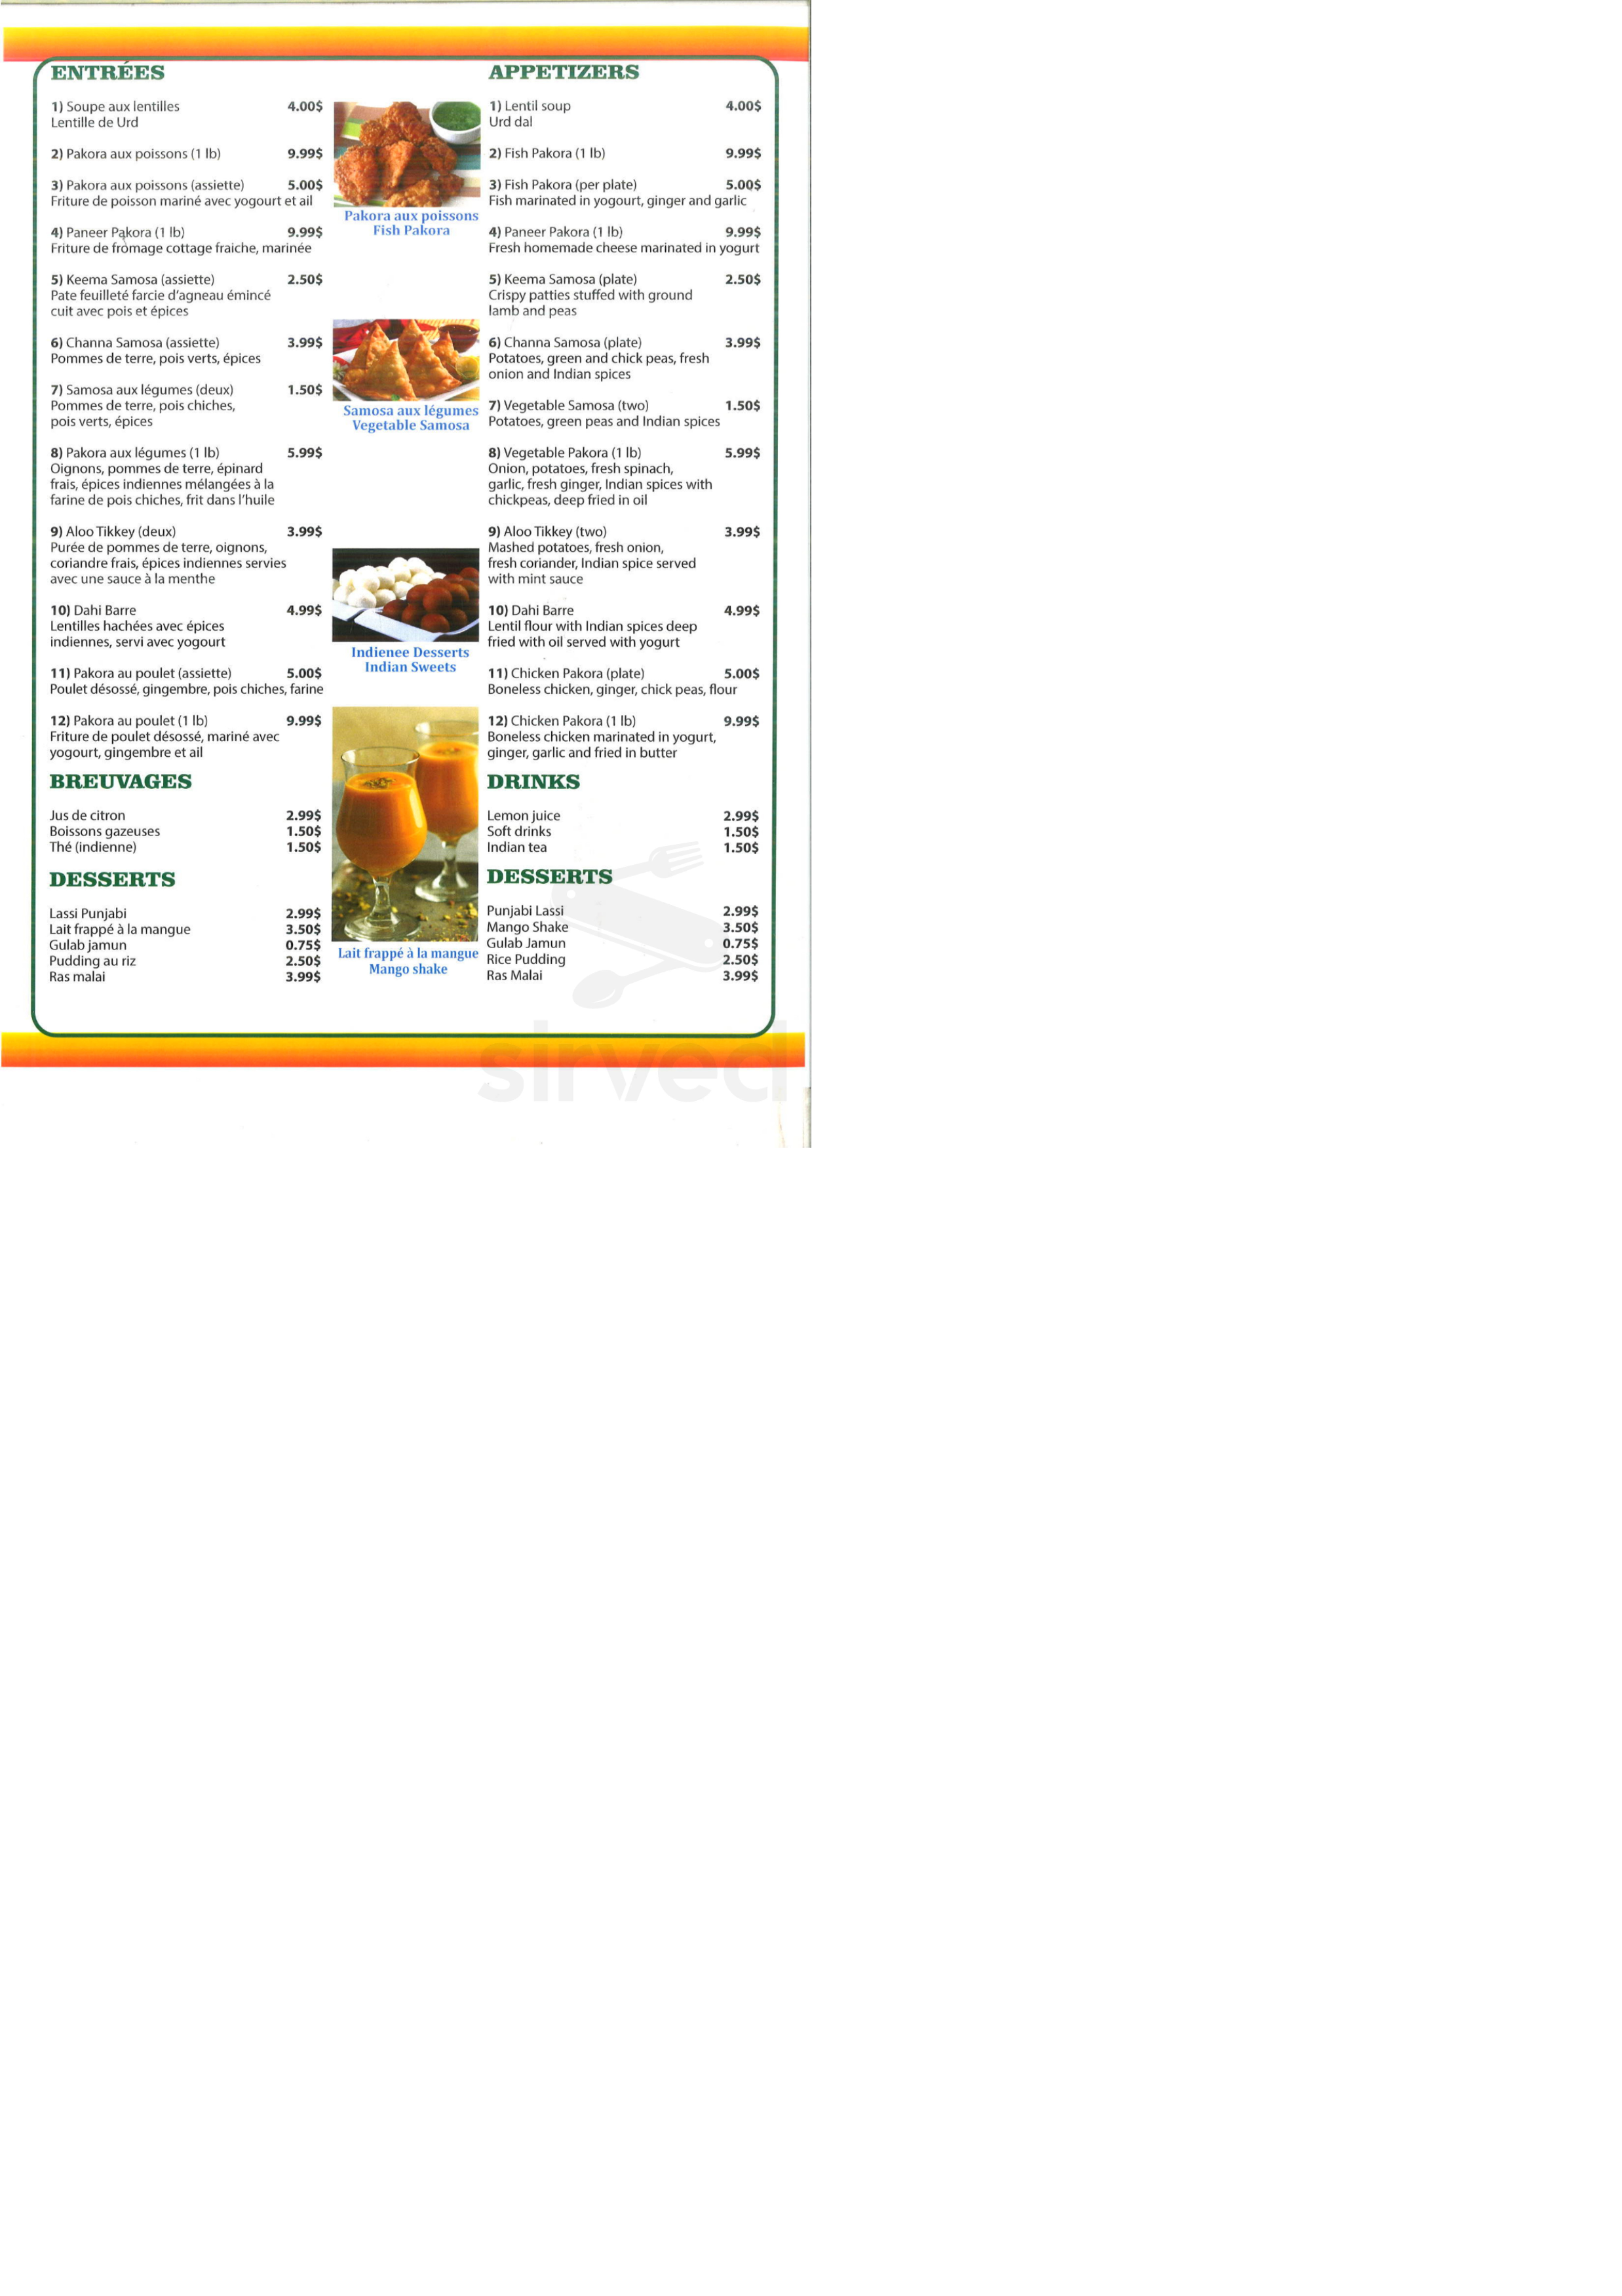 ENTRÉES
1) Soupe aux lentilles 4.00$
Lentille de Urd
2) Pakora aux poissons (1 lb) 9.99$
3) Pakora aux poissons (assiette) 5.00$
Friture de poisson mariné avec yogourt et ail
4) Paneer Pakora (1 lb) 9.99$
Friture de fromage cottage fraiche, marinée
5) Keema Samosa (assiette) 2.50$
Pate feuilleté farcie d'agneau émincé
cuit avec pois et épices
6) Channa Samosa (assiette) 3.99$
Pommes de terre, pois verts, épices
7) Samosa aux légumes (deux) 1.50$
Pommes de terre, pois chiches,
pois verts, épices
8) Pakora aux légumes (1 lb) 5.99$
Oignons, pommes de terre, épinard
frais, épices indiennes mélangées à la
farine de pois chiches, frit dans l'huile
9) Aloo Tikkey (deux) 3.99$
Purée de pommes de terre, oignons,
coriandre frais, épices indiennes servies
avec une sauce à la menthe
10) Dahi Barre 4.99$
Lentilles hachées avec épices
indiennes, servi avec yogourt
11) Pakora au poulet (assiette) 5.00$
Poulet désossé, gingembre, pois chiches, farine
12) Pakora au poulet (1 lb) 9.99$
Friture de poulet désossé, mariné avec
yogourt, gingembre et ail
BREUVAGES
Jus de citron 2.99$
Boissons gazeuses 1.50$
Thé (indienne) 1.50$
DESSERTS
Lassi Punjabi 2.99$
Lait frappé à la mangue 3.50$
Gulab jamun 0.75$
Pudding au riz 2.50$
Ras malai 3.99$
Pakora aux poissons
Fish Pakora
Samosa aux légumes
Vegetable Samosa
Indienee Desserts
Indian Sweets
Lait frappé à la mangue
Mango shake
APPETIZERS
1) Lentil soup 4.00$
Urd dal
2) Fish Pakora (1 lb) 9.99$
3) Fish Pakora (per plate) 5.00$
Fish marinated in yogourt, ginger and garlic
4) Paneer Pakora (1 lb) 9.99$
Fresh homemade cheese marinated in yogurt
5) Keema Samosa (plate) 2.50$
Crispy patties stuffed with ground
lamb and peas
6) Channa Samosa (plate) 3.99$
Potatoes, green and chick peas, fresh
onion and Indian spices
7) Vegetable Samosa (two) 1.50$
Potatoes, green peas and Indian spices
8) Vegetable Pakora (1 lb) 5.99$
Onion, potatoes, fresh spinach,
garlic, fresh ginger, Indian spices with
chickpeas, deep fried in oil
9) Aloo Tikkey (two) 3.99$
Mashed potatoes, fresh onion,
fresh coriander, Indian spice served
with mint sauce
10) Dahi Barre 4.99$
Lentil flour with Indian spices deep
fried with oil served with yogurt
11) Chicken Pakora (plate) 5.00$
Boneless chicken, ginger, chick peas, flour
12) Chicken Pakora (1 lb) 9.99$
Boneless chicken marinated in yogurt,
ginger, garlic and fried in butter
DRINKS
Lemon juice 2.99$
Soft drinks 1.50$
Indian tea 1.50$
DESSERTS
Punjabi Lassi 2.99$
Mango Shake 3.50$
Gulab Jamun 0.75$
Rice Pudding 2.50$
Ras Malai 3.99$
sirved